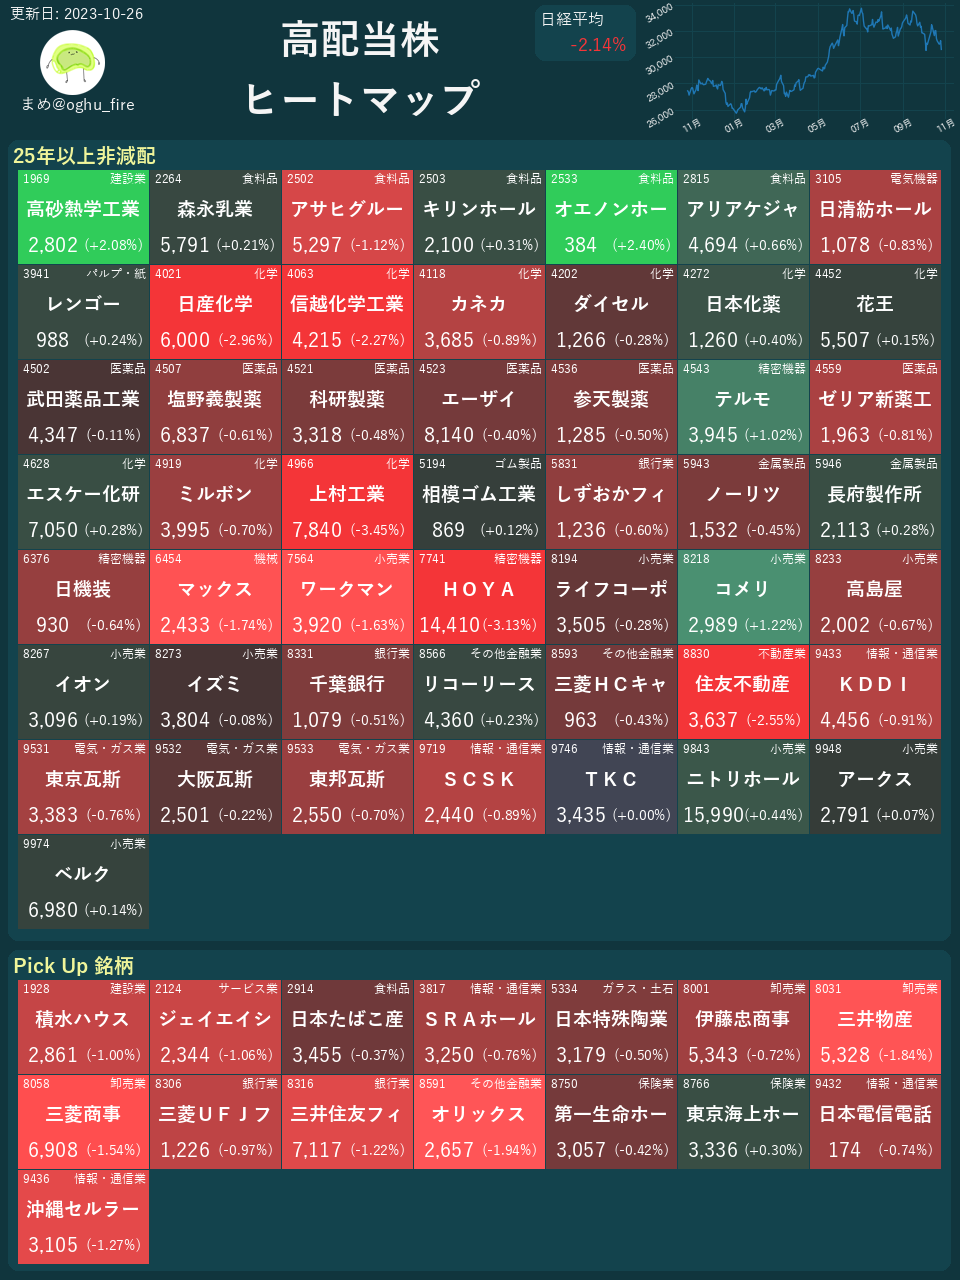 更新日: 2023-10-26
まめ@oghu_fire
高配当株
ヒートマップ
日経平均
-2.14%
34,000
32,000
30,000
28,000
26,000
11月 01月 03月 05月 07月 09月 11月
25年以上非減配
1969 建設業
高砂熱学工業
2,802 (+2.08%)
2264 食料品
森永乳業
5,791 (+0.21%)
2502 食料品
アサヒグルー
5,297 (-1.12%)
2503 食料品
キリンホール
2,100 (+0.31%)
2533 食料品
オエノンホー
384 (+2.40%)
2815 食料品
アリアケジャ
4,694 (+0.66%)
3105 電気機器
日清紡ホール
1,078 (-0.83%)
3941 パルプ・紙
レンゴー
988 (+0.24%)
4021 化学
日産化学
6,000 (-2.96%)
4063 化学
信越化学工業
4,215 (-2.27%)
4118 化学
カネカ
3,685 (-0.89%)
4202 化学
ダイセル
1,266 (-0.28%)
4272 化学
日本化薬
1,260 (+0.40%)
4452 化学
花王
5,507 (+0.15%)
4502 医薬品
武田薬品工業
4,347 (-0.11%)
4507 医薬品
塩野義製薬
6,837 (-0.61%)
4521 医薬品
科研製薬
3,318 (-0.48%)
4523 医薬品
エーザイ
8,140 (-0.40%)
4536 医薬品
参天製薬
1,285 (-0.50%)
4543 精密機器
テルモ
3,945 (+1.02%)
4559 医薬品
ゼリア新薬工
1,963 (-0.81%)
4628 化学
エスケー化研
7,050 (+0.28%)
4919 化学
ミルボン
3,995 (-0.70%)
4966 化学
上村工業
7,840 (-3.45%)
5194 ゴム製品
相模ゴム工業
869 (+0.12%)
5831 銀行業
しずおかフィ
1,236 (-0.60%)
5943 金属製品
ノーリツ
1,532 (-0.45%)
5946 金属製品
長府製作所
2,113 (+0.28%)
6376 精密機器
日機装
930 (-0.64%)
6454 機械
マックス
2,433 (-1.74%)
7564 小売業
ワークマン
3,920 (-1.63%)
7741 精密機器
ＨＯＹＡ
14,410 (-3.13%)
8194 小売業
ライフコーポ
3,505 (-0.28%)
8218 小売業
コメリ
2,989 (+1.22%)
8233 小売業
高島屋
2,002 (-0.67%)
8267 小売業
イオン
3,096 (+0.19%)
8273 小売業
イズミ
3,804 (-0.08%)
8331 銀行業
千葉銀行
1,079 (-0.51%)
8566 その他金融業
リコーリース
4,360 (+0.23%)
8593 その他金融業
三菱ＨＣキャ
963 (-0.43%)
8830 不動産業
住友不動産
3,637 (-2.55%)
9433 情報・通信業
ＫＤＤＩ
4,456 (-0.91%)
9531 電気・ガス業
東京瓦斯
3,383 (-0.76%)
9532 電気・ガス業
大阪瓦斯
2,501 (-0.22%)
9533 電気・ガス業
東邦瓦斯
2,550 (-0.70%)
9719 情報・通信業
ＳＣＳＫ
2,440 (-0.89%)
9746 情報・通信業
ＴＫＣ
3,435 (+0.00%)
9843 小売業
ニトリホール
15,990 (+0.44%)
9948 小売業
アークス
2,791 (+0.07%)
9974 小売業
ベルク
6,980 (+0.14%)
Pick Up 銘柄
1928 建設業
積水ハウス
2,861 (-1.00%)
2124 サービス業
ジェイエイシ
2,344 (-1.06%)
2914 食料品
日本たばこ産
3,455 (-0.37%)
3817 情報・通信業
ＳＲＡホール
3,250 (-0.76%)
5334 ガラス・土石
日本特殊陶業
3,179 (-0.50%)
8001 卸売業
伊藤忠商事
5,343 (-0.72%)
8031 卸売業
三井物産
5,328 (-1.84%)
8058 卸売業
三菱商事
6,908 (-1.54%)
8306 銀行業
三菱ＵＦＪフ
1,226 (-0.97%)
8316 銀行業
三井住友フィ
7,117 (-1.22%)
8591 その他金融業
オリックス
2,657 (-1.94%)
8750 保険業
第一生命ホー
3,057 (-0.42%)
8766 保険業
東京海上ホー
3,336 (+0.30%)
9432 情報・通信業
日本電信電話
174 (-0.74%)
9436 情報・通信業
沖縄セルラー
3,105 (-1.27%)